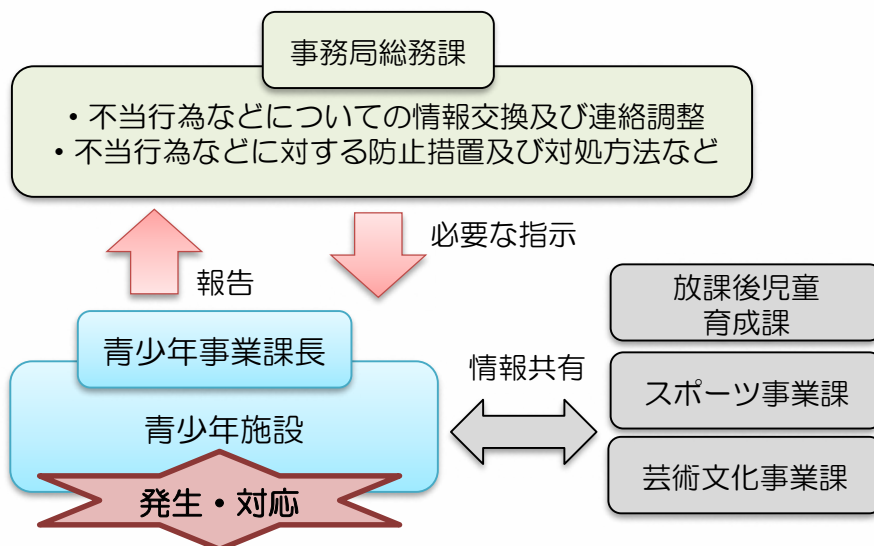 事務局総務課
・不当行為などについての情報交換及び連絡調整
・不当行為などに対する防止措置及び対処方法など
必要な指示
報告
青少年事業課長
青少年施設
発生・対応
情報共有
放課後児童
育成課
スポーツ事業課
芸術文化事業課